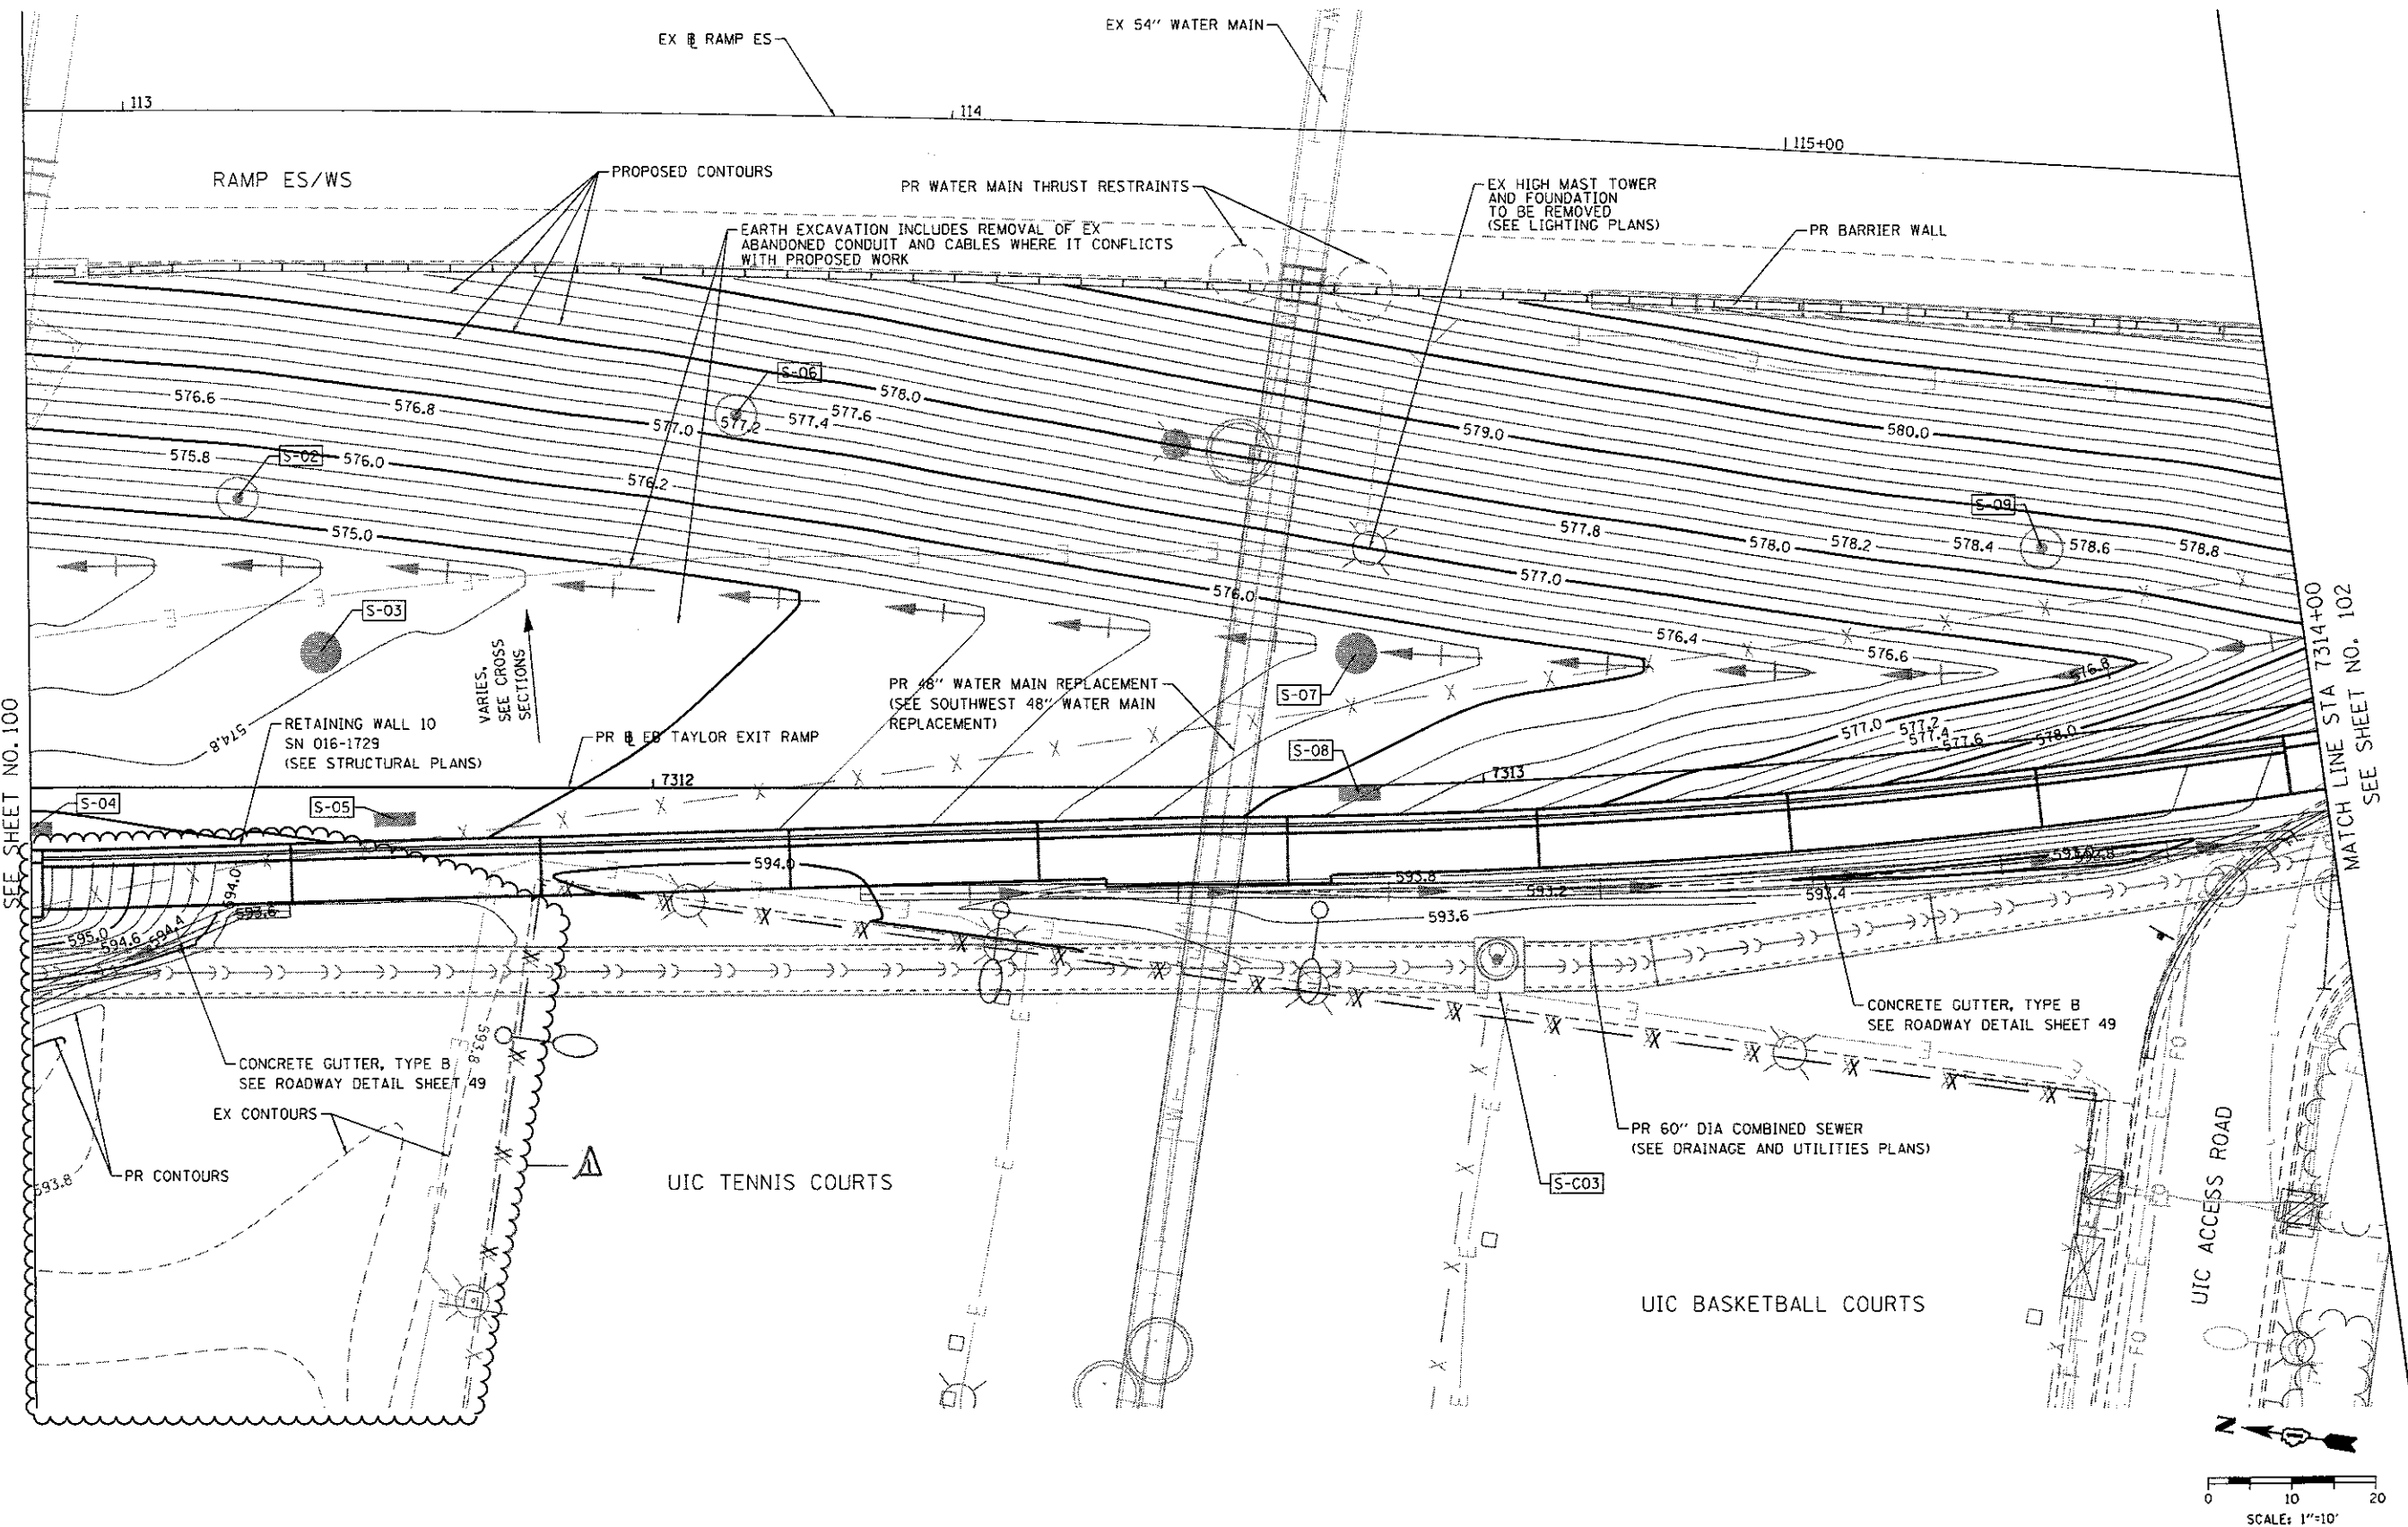 EX 54" WATER MAIN
EX ␢ RAMP ES
113
114
115+00
RAMP ES/WS
PROPOSED CONTOURS
PR WATER MAIN THRUST RESTRAINTS
EX HIGH MAST TOWER
AND FOUNDATION
TO BE REMOVED
(SEE LIGHTING PLANS)
PR BARRIER WALL
EARTH EXCAVATION INCLUDES REMOVAL OF EX
ABANDONED CONDUIT AND CABLES WHERE IT CONFLICTS
WITH PROPOSED WORK
S-06
576.6
576.8
577.0
577.2
577.4
577.6
578.0
579.0
580.0
575.8
S-02
576.0
576.2
575.0
S-09
577.8
578.0
578.2
578.4
578.6
578.8
577.0
576.0
S-03
576.4
576.6
576.8
VARIES,
SEE CROSS
SECTIONS
PR 48" WATER MAIN REPLACEMENT
(SEE SOUTHWEST 48" WATER MAIN
REPLACEMENT)
S-07
574.8
RETAINING WALL 10
SN 016-1729
(SEE STRUCTURAL PLANS)
PR ␢ EB TAYLOR EXIT RAMP
S-08
577.0
577.2
577.4
577.6
578.0
7312
7313
SEE SHEET NO. 100
MATCH LINE STA 7314+00
SEE SHEET NO. 102
S-04
S-05
594.0
594.0
593.8
593.2
593.4
593.6
593.6
595.0
594.6
594.4
593.8
CONCRETE GUTTER, TYPE B
SEE ROADWAY DETAIL SHEET 49
CONCRETE GUTTER, TYPE B
SEE ROADWAY DETAIL SHEET 49
EX CONTOURS
PR CONTOURS
593.8
1
UIC TENNIS COURTS
PR 60" DIA COMBINED SEWER
(SEE DRAINAGE AND UTILITIES PLANS)
S-C03
UIC BASKETBALL COURTS
UIC ACCESS ROAD
FO
FO
FO
N
0
10
20
SCALE: 1"=10'